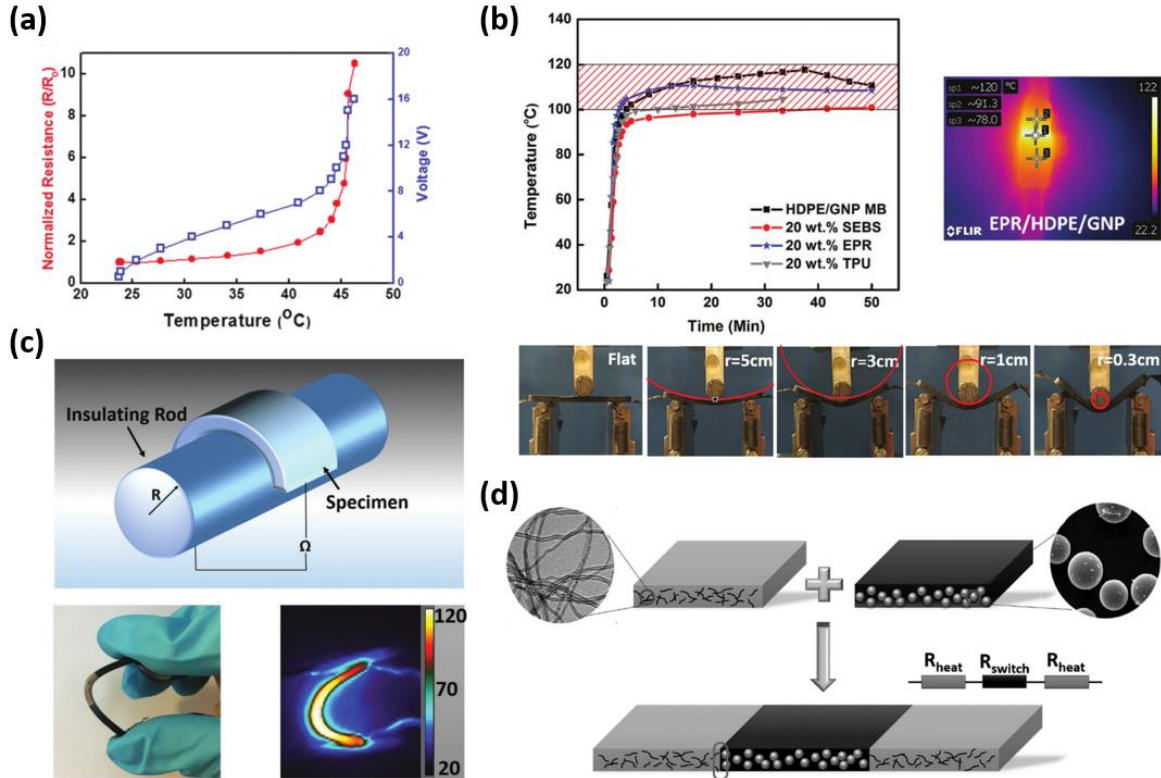 (a)
Normalized Resistance (R/R₀)
10
8
6
4
2
0
20
16
12
8
4
0
Voltage (V)
20 25 30 35 40 45 50
Temperature (°C)
(b)
Temperature (°C)
140
120
100
80
60
40
20
HDPE/GNP MB
20 wt.% SEBS
20 wt.% EPR
20 wt.% TPU
0 10 20 30 40 50
Time (Min)
sp1 ~120 °C
sp2 ~91.3
sp3 ~78.0
122
22.2
FLIR
EPR/HDPE/GNP
Flat
r=5cm
r=3cm
r=1cm
r=0.3cm
(c)
Insulating Rod
R
Specimen
Ω
120
70
20
(d)
R heat R switch R heat